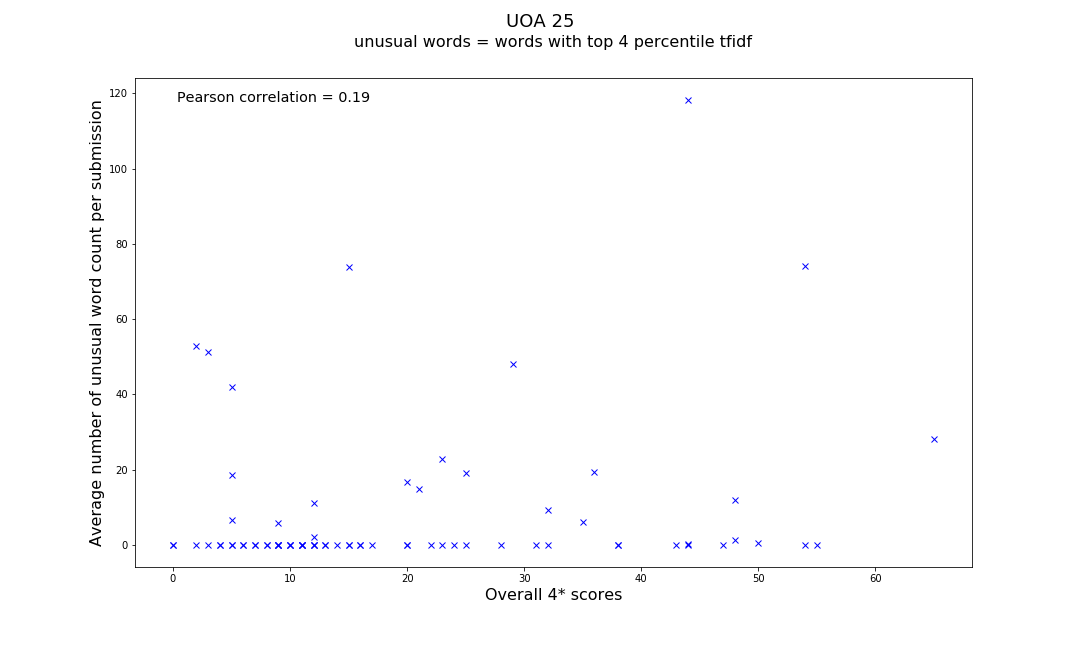 UOA 25
unusual words = words with top 4 percentile tfidf
Pearson correlation = 0.19
Average number of unusual word count per submission
120
100
80
60
40
20
0
0 10 20 30 40 50 60
Overall 4* scores